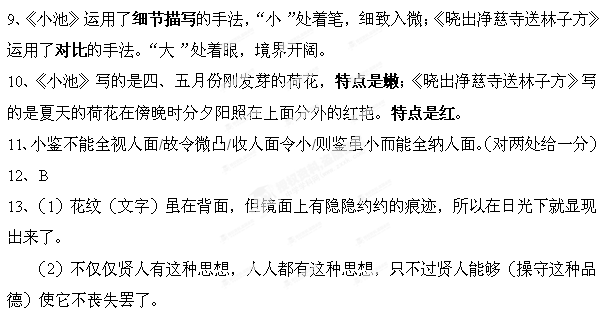 9、《小池》运用了细节描写的手法，“小”处着笔，细致入微；《晓出净慈寺送林子方》
运用了对比的手法。“大”处着眼，境界开阔。
10、《小池》写的是四、五月份刚发芽的荷花，特点是嫩；《晓出净慈寺送林子方》写
的是夏天的荷花在傍晚时分夕阳照在上面分外的红艳。特点是红。
11、小鉴不能全视人面/故令微凸/收人面令小/则鉴虽小而能全纳人面。（对两处给一分）
12、B
13、（1）花纹（文字）虽在背面，但镜面上有隐隐约约的痕迹，所以在日光下就显现
出来了。
（2）不仅仅贤人有这种思想，人人都有这种思想，只不过贤人能够（操守这种品
德）使它不丧失罢了。